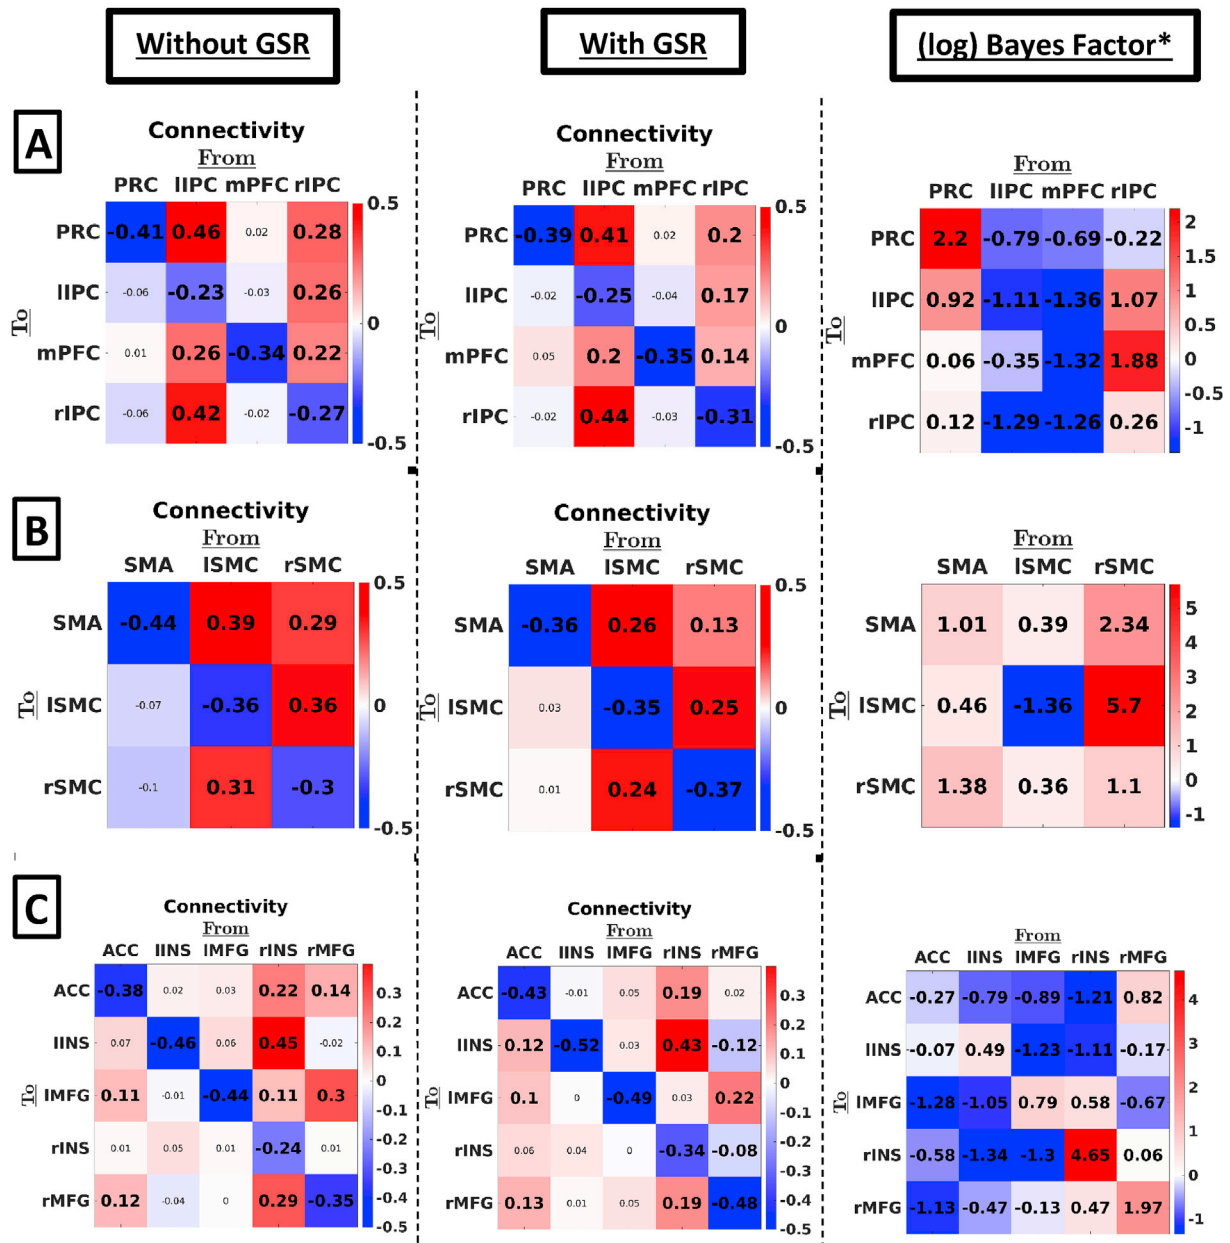 Without GSR
With GSR
(log) Bayes Factor*
A
Connectivity
From
PRC lIPC mPFC rIPC
PRC -0.41 0.46 0.02 0.28
lIPC -0.06 -0.23 -0.03 0.26
mPFC 0.01 0.26 -0.34 0.22
rIPC -0.06 0.42 -0.02 -0.27
To
0.5
0
-0.5
Connectivity
From
PRC lIPC mPFC rIPC
PRC -0.39 0.41 0.02 0.2
lIPC -0.02 -0.25 -0.04 0.17
mPFC 0.05 0.2 -0.35 0.14
rIPC -0.02 0.44 -0.03 -0.31
To
0.5
0
-0.5
From
PRC lIPC mPFC rIPC
PRC 2.2 -0.79 -0.69 -0.22
lIPC 0.92 -1.11 -1.36 1.07
mPFC 0.06 -0.35 -1.32 1.88
rIPC 0.12 -1.29 -1.26 0.26
To
2
1.5
1
0.5
0
-0.5
-1
B
Connectivity
From
SMA lSMC rSMC
SMA -0.44 0.39 0.29
lSMC -0.07 -0.36 0.36
rSMC -0.1 0.31 -0.3
To
0.5
0
-0.5
Connectivity
From
SMA lSMC rSMC
SMA -0.36 0.26 0.13
lSMC 0.03 -0.35 0.25
rSMC 0.01 0.24 -0.37
To
0.5
0
-0.5
From
SMA lSMC rSMC
SMA 1.01 0.39 2.34
lSMC 0.46 -1.36 5.7
rSMC 1.38 0.36 1.1
To
5
4
3
2
1
0
-1
C
Connectivity
From
ACC lINS lMFG rINS rMFG
ACC -0.38 0.02 0.03 0.22 0.14
lINS 0.07 -0.46 0.06 0.45 -0.02
lMFG 0.11 -0.01 -0.44 0.11 0.3
rINS 0.01 0.05 0.01 -0.24 0.01
rMFG 0.12 -0.04 0 0.29 -0.35
To
0.3
0.2
0.1
0
-0.1
-0.2
-0.3
-0.4
-0.5
Connectivity
From
ACC lINS lMFG rINS rMFG
ACC -0.43 -0.01 0.05 0.19 0.02
lINS 0.12 -0.52 0.03 0.43 -0.12
lMFG 0.1 0 -0.49 0.03 0.22
rINS 0.06 0.04 0 -0.34 -0.08
rMFG 0.13 0.01 0.05 0.19 -0.48
To
0.3
0.2
0.1
0
-0.1
-0.2
-0.3
-0.4
-0.5
From
ACC lINS lMFG rINS rMFG
ACC -0.27 -0.79 -0.89 -1.21 0.82
lINS -0.07 0.49 -1.23 -1.11 -0.17
lMFG -1.28 -1.05 0.79 0.58 -0.67
rINS -0.58 -1.34 -1.3 4.65 0.06
rMFG -1.13 -0.47 -0.13 0.47 1.97
To
4
3
2
1
0
-1